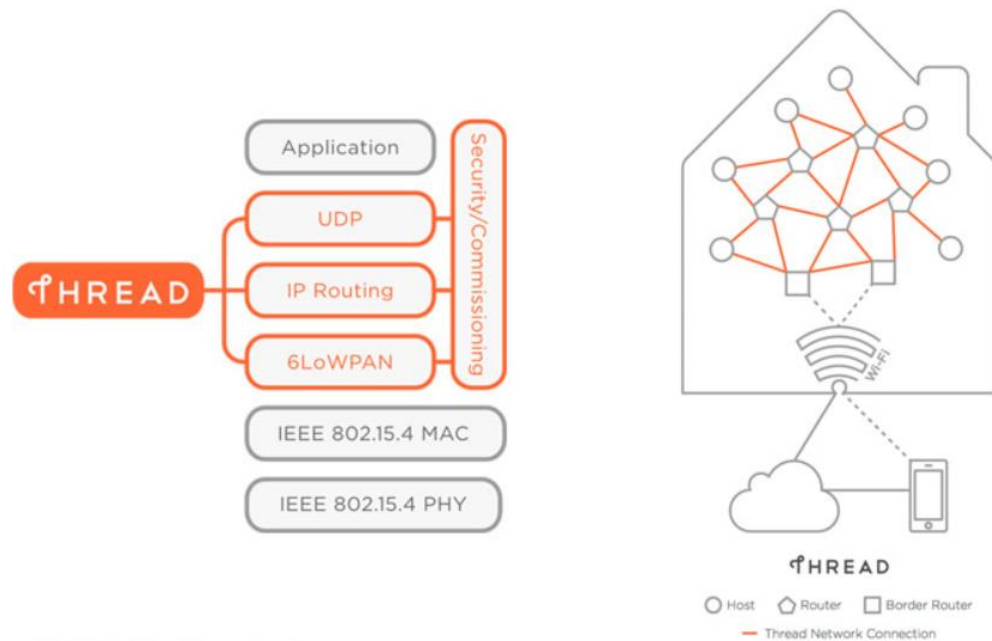 Application
UDP
THREAD
IP Routing
6LoWPAN
Security/Commissioning
IEEE 802.15.4 MAC
IEEE 802.15.4 PHY
Wi-Fi
THREAD
Host
Router
Border Router
Thread Network Connection